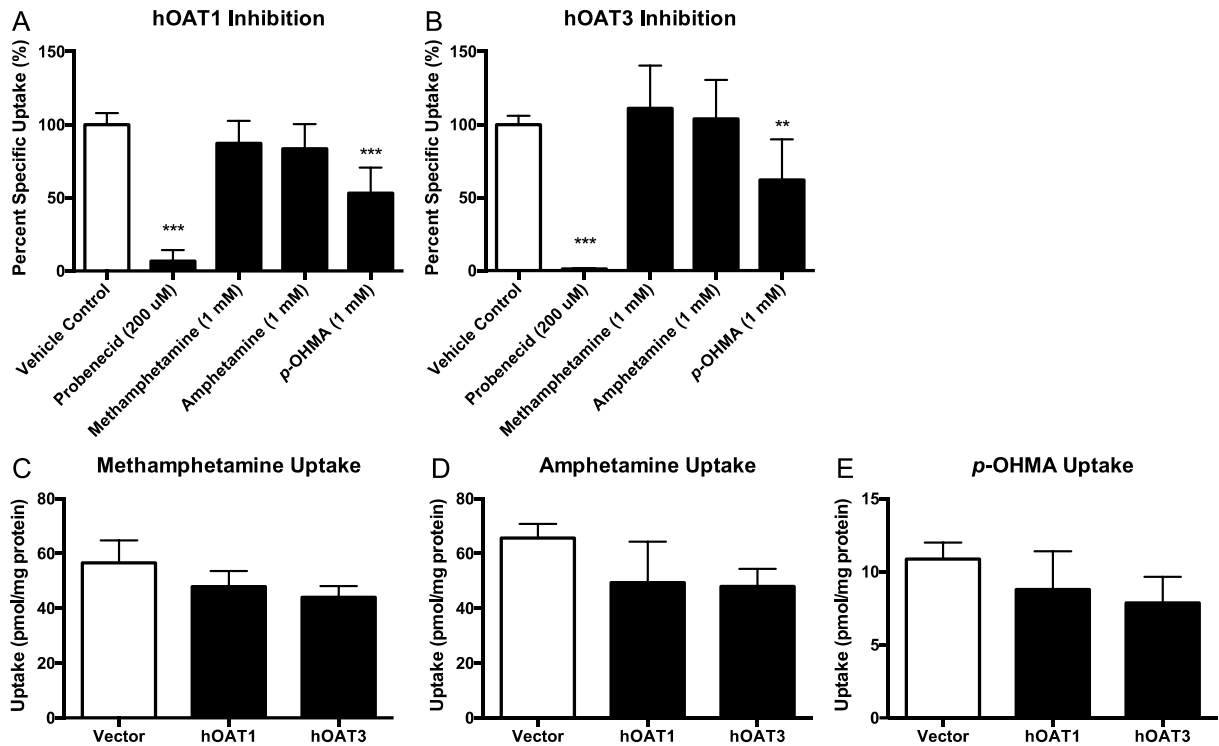 A
hOAT1 Inhibition
Percent Specific Uptake (%)
150
100
50
0
***
***
Vehicle Control
Probenecid (200 uM)
Methamphetamine (1 mM)
Amphetamine (1 mM)
p-OHMA (1 mM)
B
hOAT3 Inhibition
Percent Specific Uptake (%)
150
100
50
0
***
**
Vehicle Control
Probenecid (200 uM)
Methamphetamine (1 mM)
Amphetamine (1 mM)
p-OHMA (1 mM)
C
Methamphetamine Uptake
Uptake (pmol/mg protein)
80
60
40
20
0
Vector
hOAT1
hOAT3
D
Amphetamine Uptake
Uptake (pmol/mg protein)
80
60
40
20
0
Vector
hOAT1
hOAT3
E
p-OHMA Uptake
Uptake (pmol/mg protein)
15
10
5
0
Vector
hOAT1
hOAT3